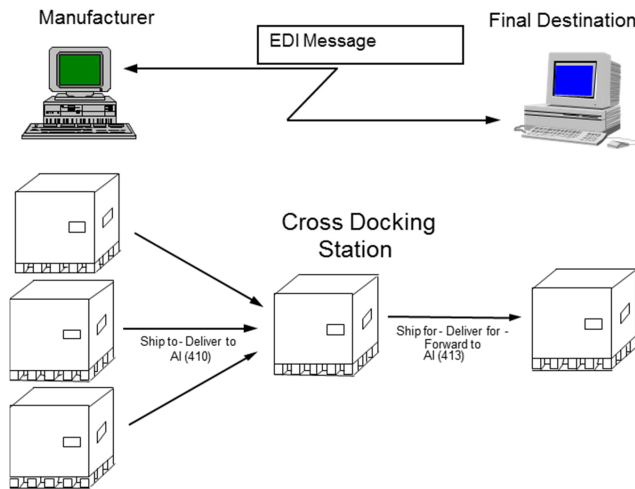 Manufacturer
Final Destination
EDI Message
Cross Docking
Station
Ship to - Deliver to
AI (410)
Ship for - Deliver for -
Forward to
AI (413)